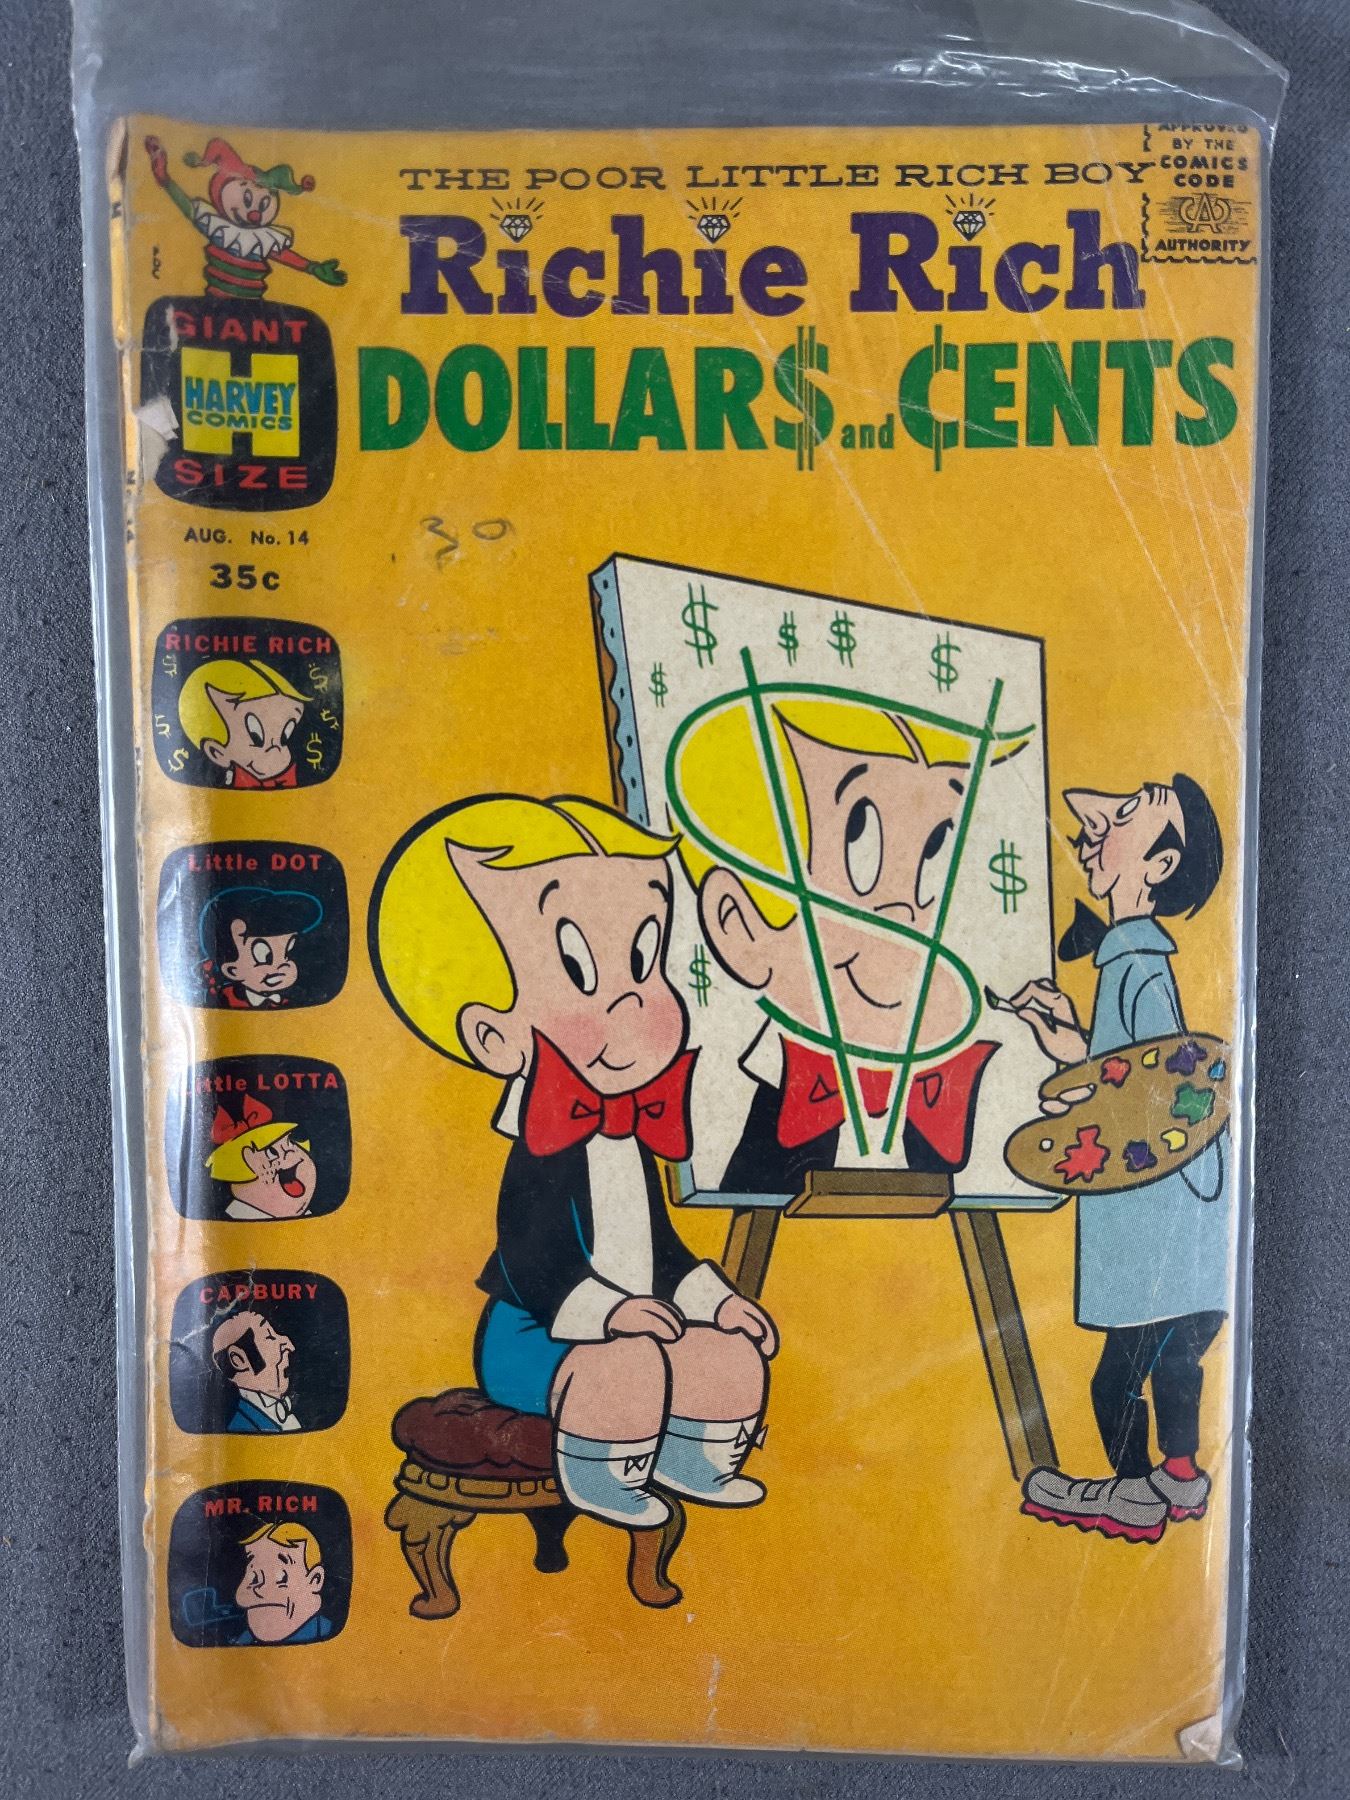 THE POOR LITTLE RICH BOY
Richie Rich
DOLLAR$ and ¢ENTS
APPROVED
BY THE
COMICS
CODE
CA
AUTHORITY
GIANT
H
HARVEY
COMICS
SIZE
AUG. No. 14
35c
30
RICHIE RICH
Little DOT
Little LOTTA
CADBURY
MR. RICH